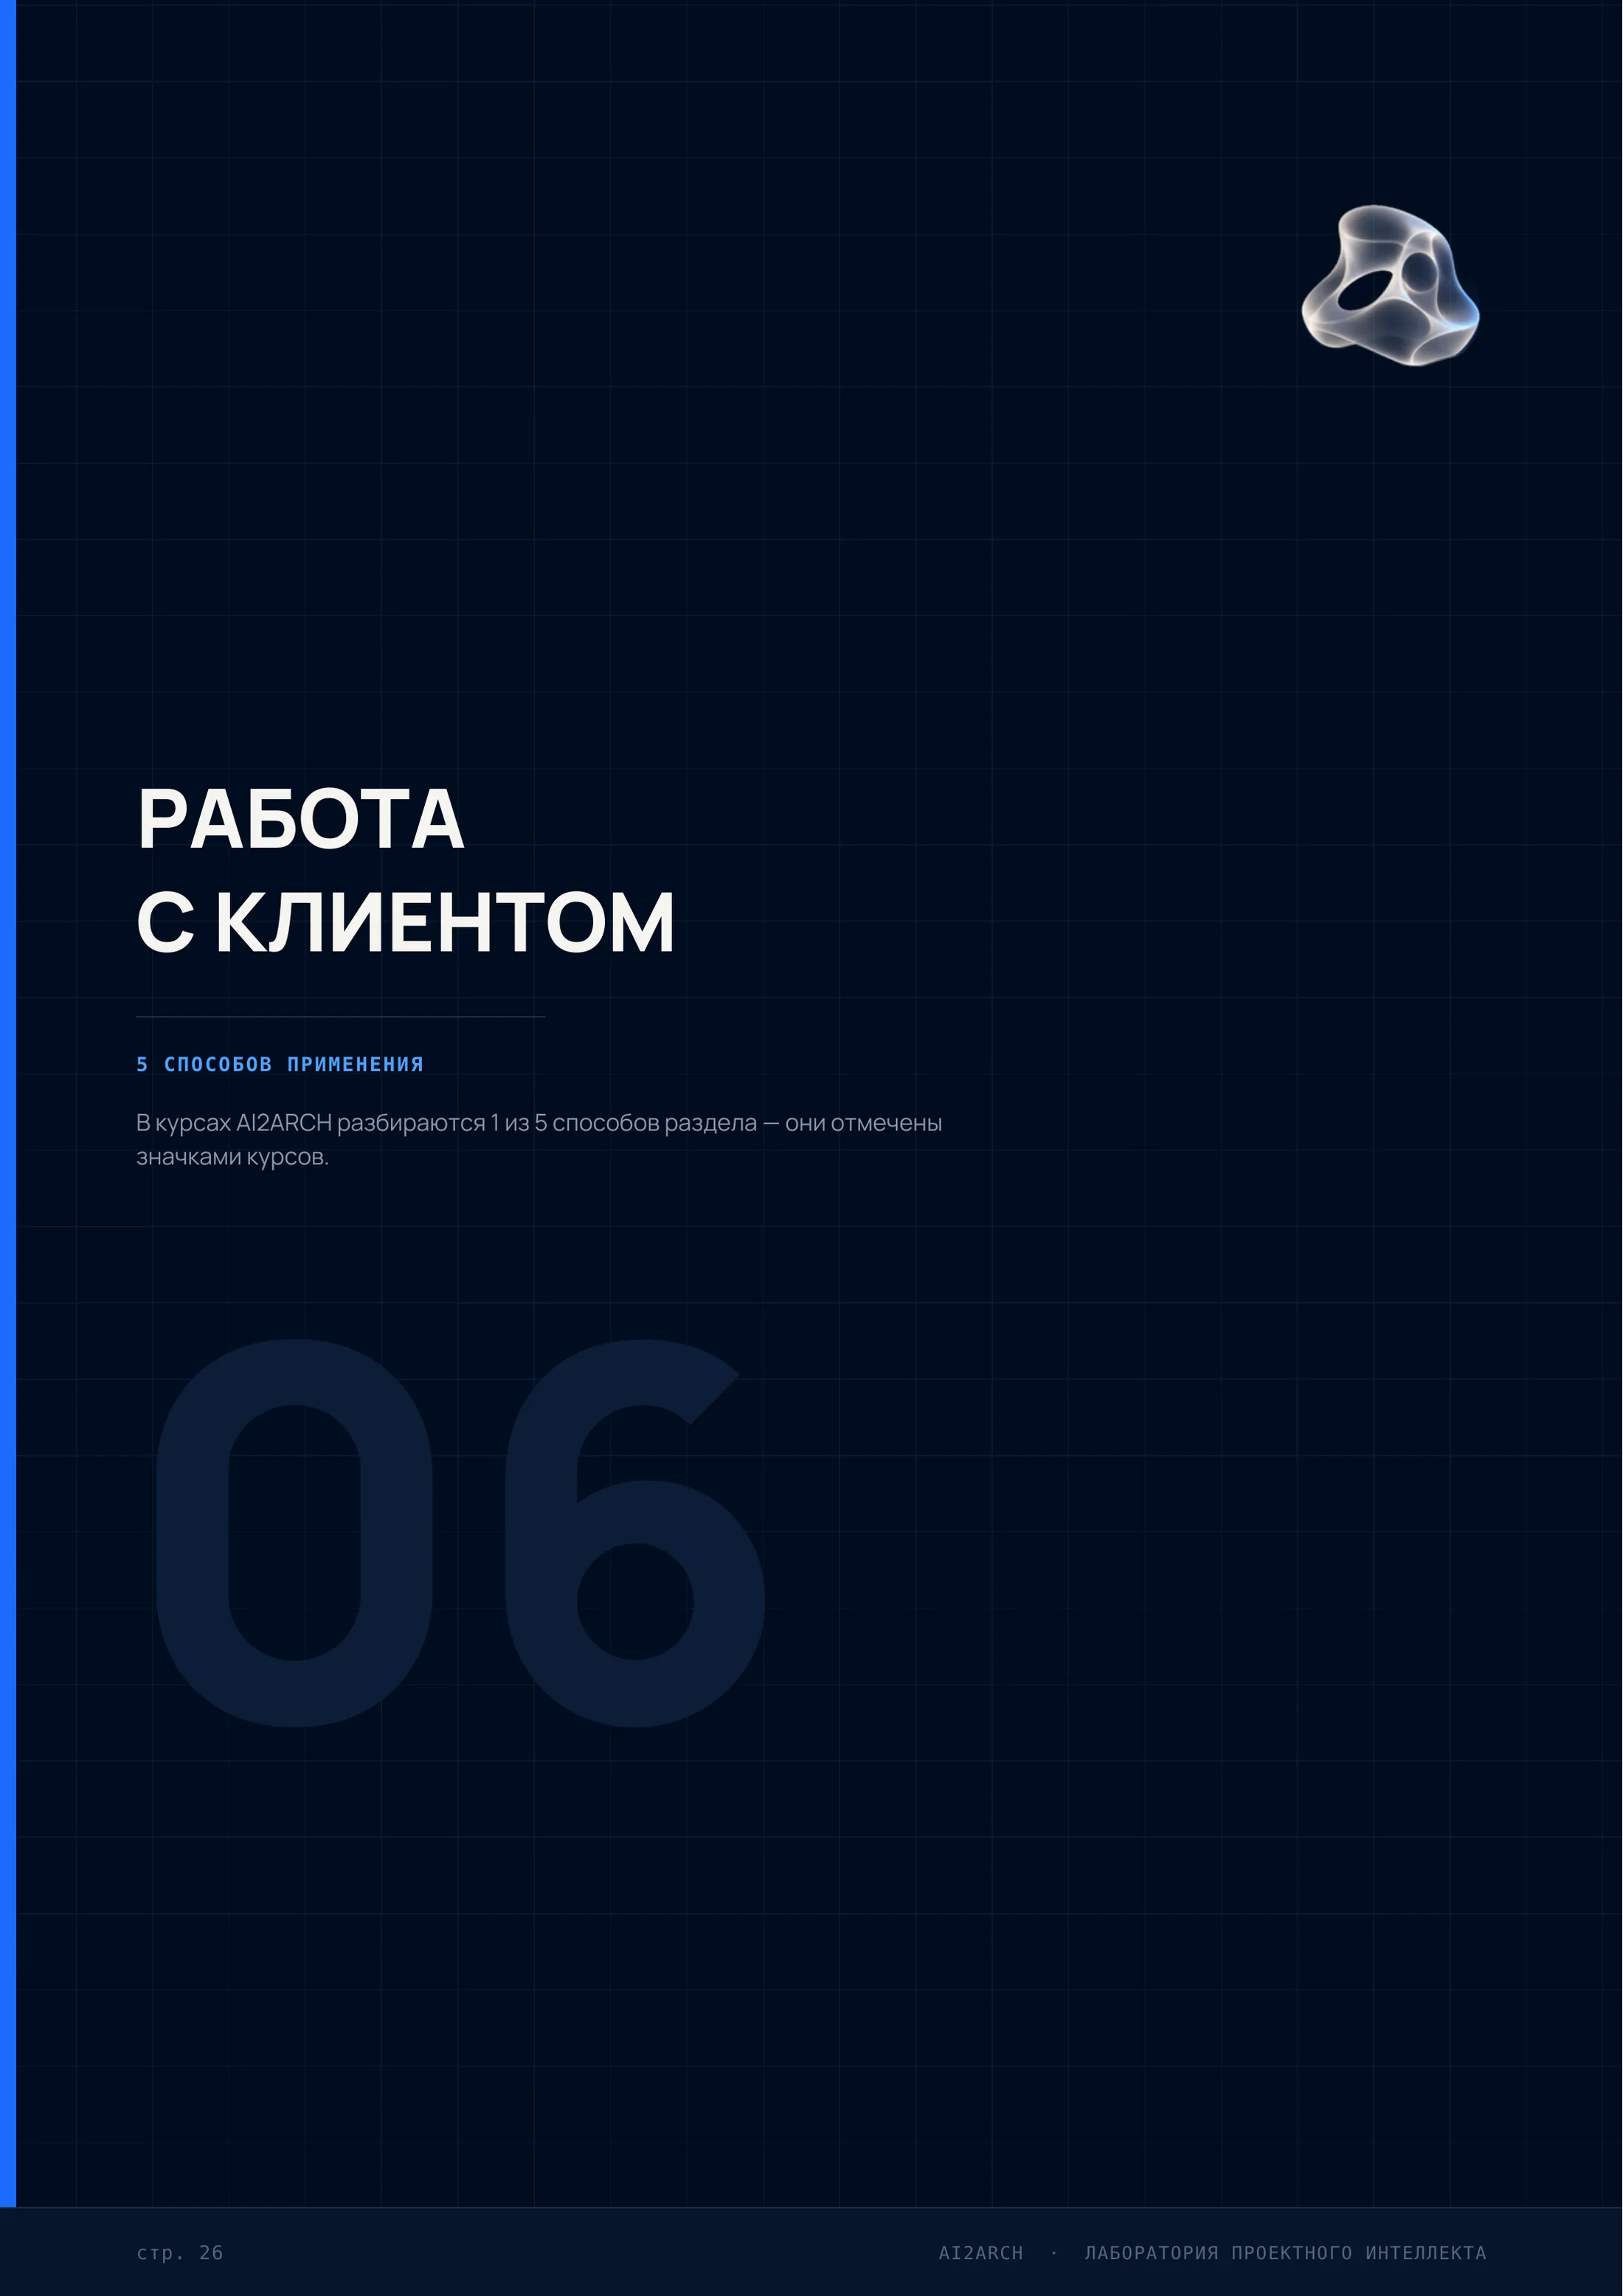 РАБОТА
С КЛИЕНТОМ
5 СПОСОБОВ ПРИМЕНЕНИЯ
В курсах AI2ARCH разбираются 1 из 5 способов раздела — они отмечены
значками курсов.
06
стр. 26
AI2ARCH · ЛАБОРАТОРИЯ ПРОЕКТНОГО ИНТЕЛЛЕКТА